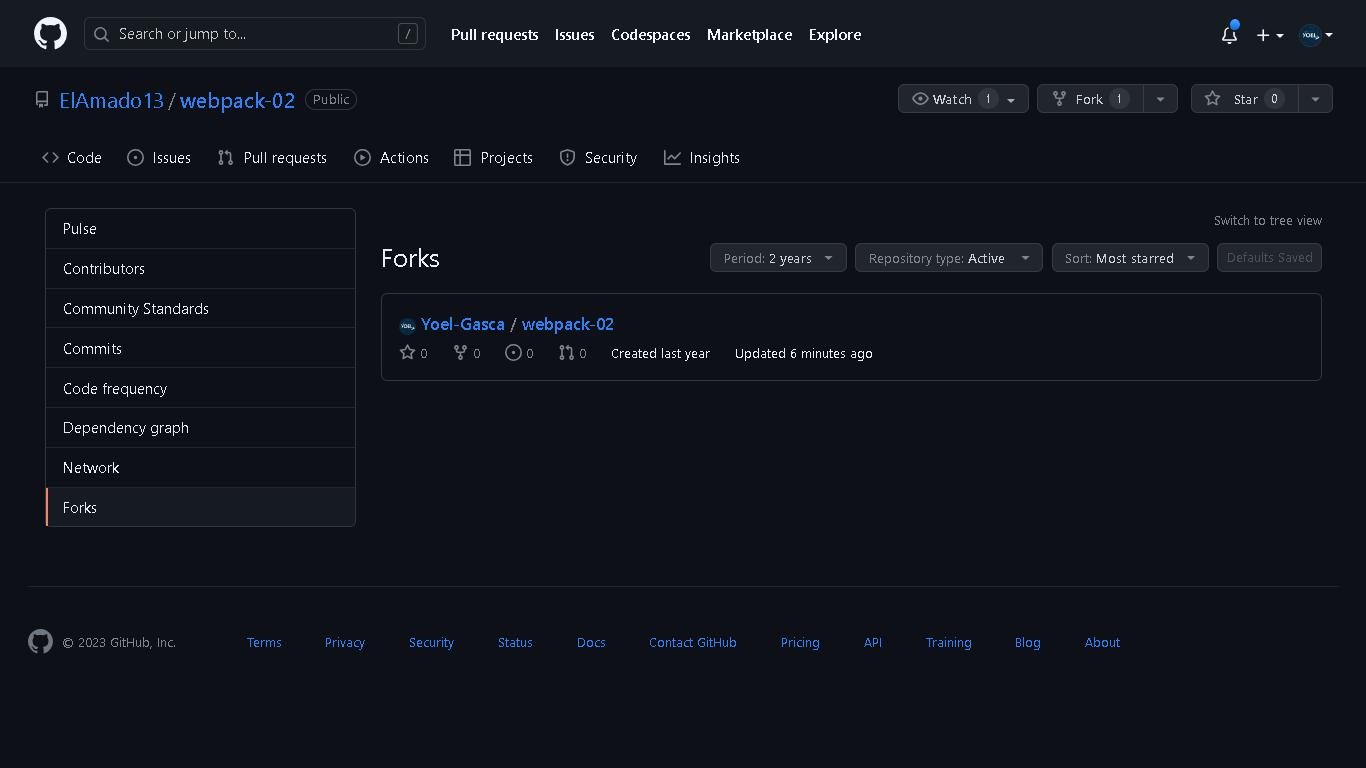 Search or jump to... /
Pull requests Issues Codespaces Marketplace Explore
YOEL
ElAmado13 / webpack-02 Public
Watch 1 Fork 1 Star 0
Code Issues Pull requests Actions Projects Security Insights
Pulse
Contributors
Community Standards
Commits
Code frequency
Dependency graph
Network
Forks
Switch to tree view
Forks
Period: 2 years Repository type: Active Sort: Most starred Defaults Saved
YOEL Yoel-Gasca / webpack-02
0 0 0 0 Created last year Updated 6 minutes ago
© 2023 GitHub, Inc. Terms Privacy Security Status Docs Contact GitHub Pricing API Training Blog About